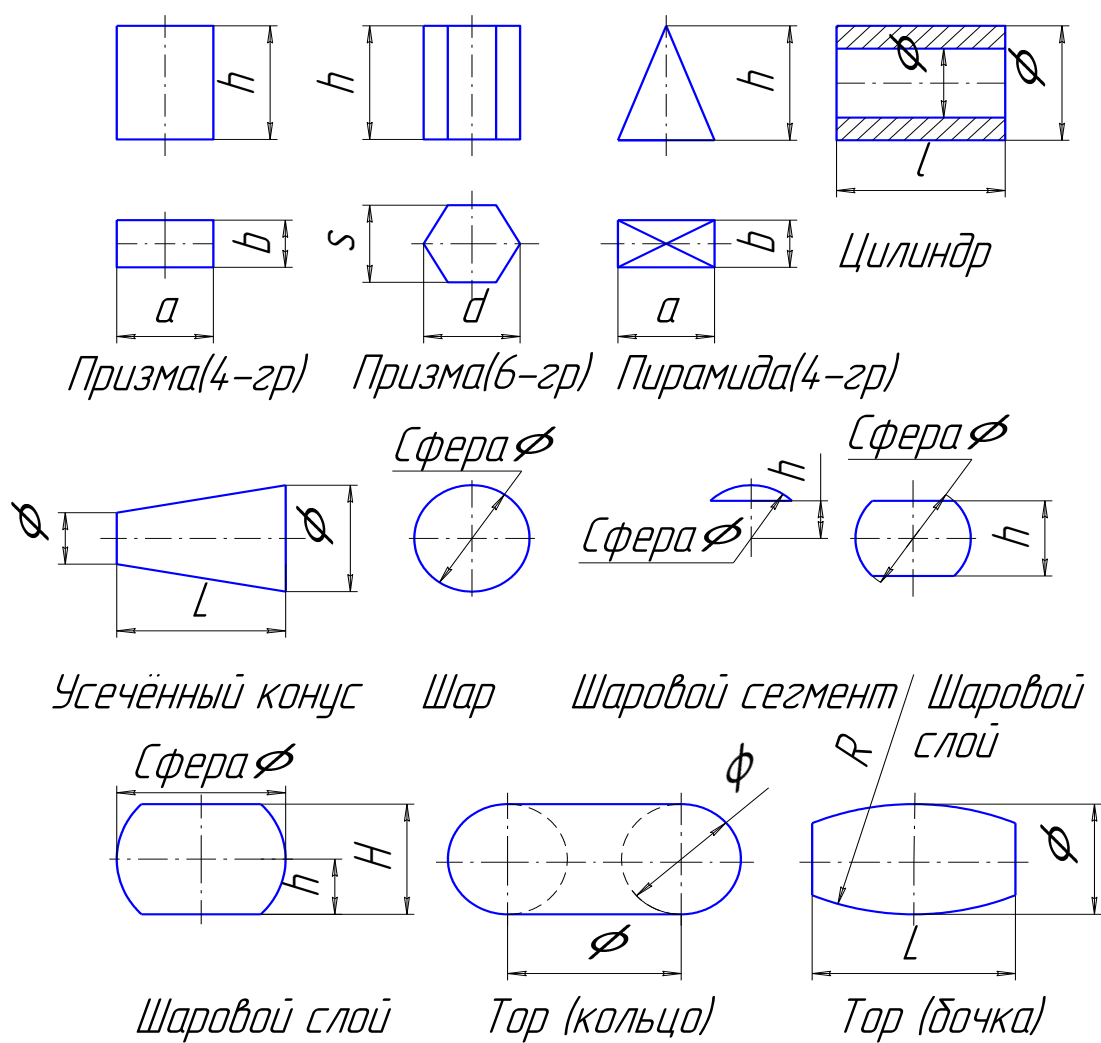 h h h Ø Ø
l
b s b
Цилиндр
a d a
Призма(4-гр) Призма(6-гр) Пирамида(4-гр)
Сфера Ø Сфера Ø
h
Ø Ø Сфера Ø h
L
Усечённый конус Шар Шаровой сегмент Шаровой
слой
R
Сфера Ø Ø
H Ø
h
Ø L
Шаровой слой Тор (кольцо) Тор (бочка)